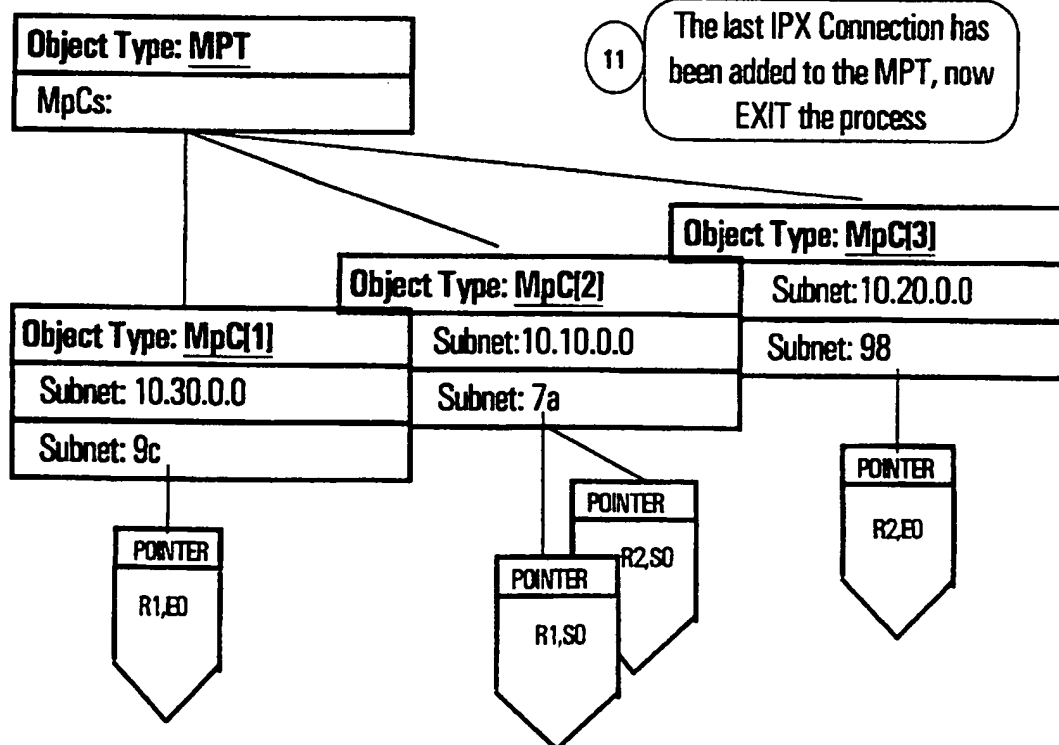 Object Type: MPT
MpCs:
11
The last IPX Connection has
been added to the MPT, now
EXIT the process
Object Type: MpC[3]
Subnet:10.20.0.0
Subnet: 98
Object Type: MpC[2]
Subnet:10.10.0.0
Subnet: 7a
Object Type: MpC[1]
Subnet: 10.30.0.0
Subnet: 9c
POINTER
R1,E0
POINTER
R1,S0
POINTER
R2,S0
POINTER
R2,E0